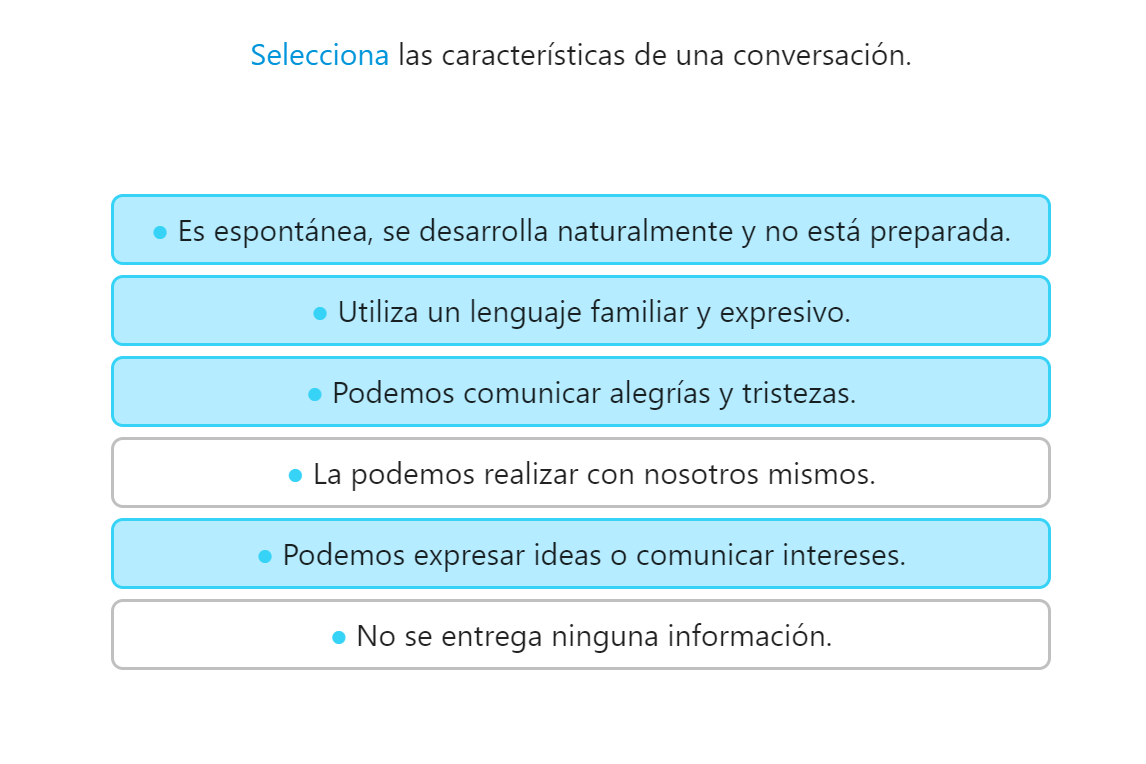 Selecciona las características de una conversación.
• Es espontánea, se desarrolla naturalmente y no está preparada.
• Utiliza un lenguaje familiar y expresivo.
• Podemos comunicar alegrías y tristezas.
• La podemos realizar con nosotros mismos.
• Podemos expresar ideas o comunicar intereses.
• No se entrega ninguna información.